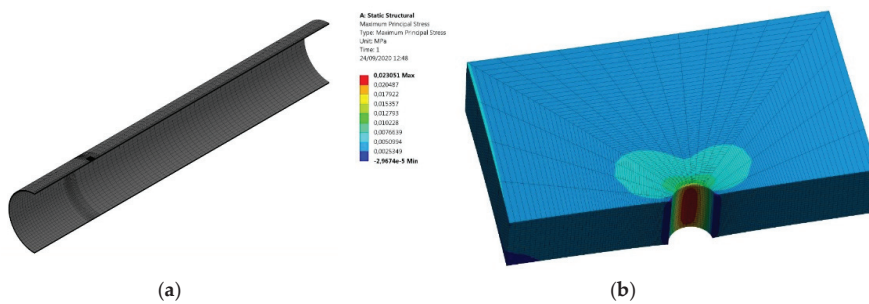 A: Static Structural
Maximum Principal Stress
Type: Maximum Principal Stress
Unit: MPa
Time: 1
24/09/2020 12:48
0,023051 Max
0,020487
0,017922
0,015357
0,012793
0,010228
0,0076639
0,0050994
0,0025349
-2,9674e-5 Min
(a)
(b)